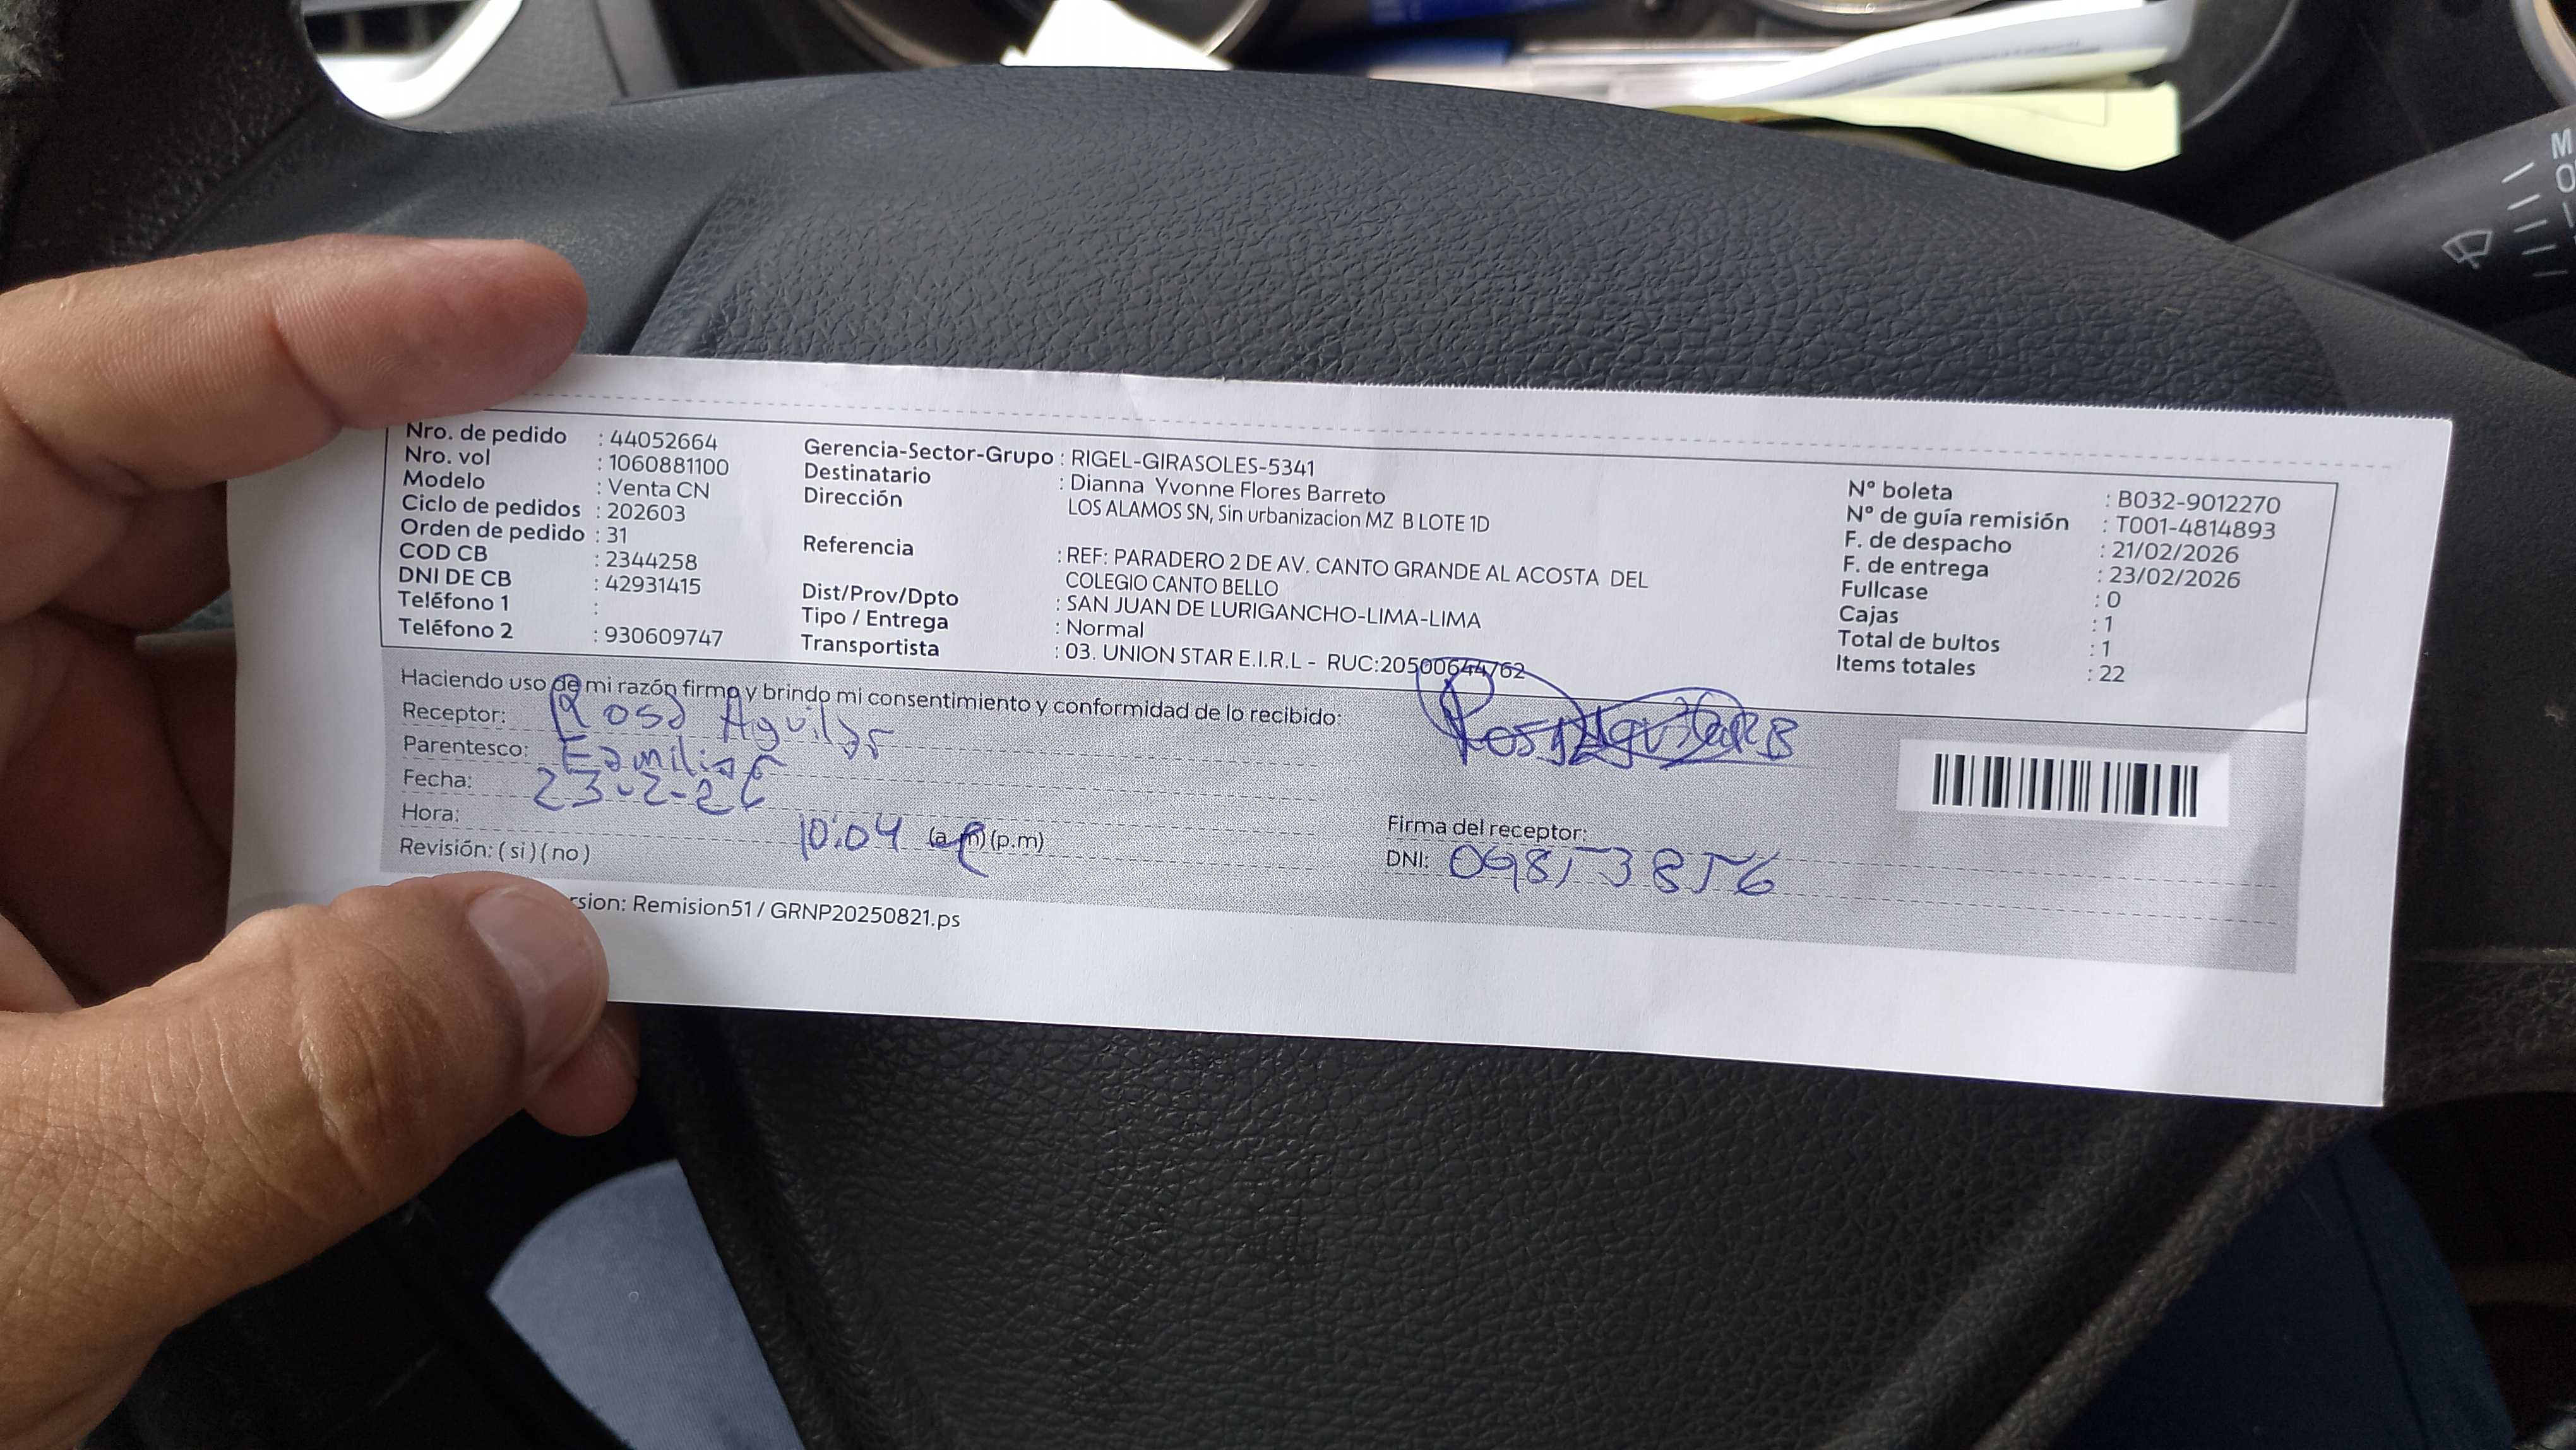 Nro. de pedido : 44052664
Nro. vol : 1060881100
Modelo : Venta CN
Ciclo de pedidos : 202603
Orden de pedido : 31
COD CB : 2344258
DNI DE CB : 42931415
Teléfono 1 :
Teléfono 2 : 930609747
Gerencia-Sector-Grupo : RIGEL-GIRASOLES-5341
Destinatario : Dianna Yvonne Flores Barreto
Dirección LOS ALAMOS SN, Sin urbanizacion MZ B LOTE 1D
Referencia : REF: PARADERO 2 DE AV. CANTO GRANDE AL ACOSTA DEL
COLEGIO CANTO BELLO
Dist/Prov/Dpto : SAN JUAN DE LURIGANCHO-LIMA-LIMA
Tipo / Entrega : Normal
Transportista : 03. UNION STAR E.I.R.L - RUC:20500644762
N° boleta : B032-9012270
N° de guía remisión : T001-4814893
F. de despacho : 21/02/2026
F. de entrega : 23/02/2026
Fullcase : 0
Cajas : 1
Total de bultos : 1
Items totales : 22
Haciendo uso de mi razón firma y brindo mi consentimiento y conformidad de lo recibido:
Receptor: Rosa Aguilar
Parentesco: Familiar
Fecha: 23-2-26
Hora: 10:04 (a.m)(p.m)
Revisión: (si)(no)
Rosa Aguilar B
Firma del receptor:
DNI:
rsion: Remision51 / GRNP20250821.ps
M
O